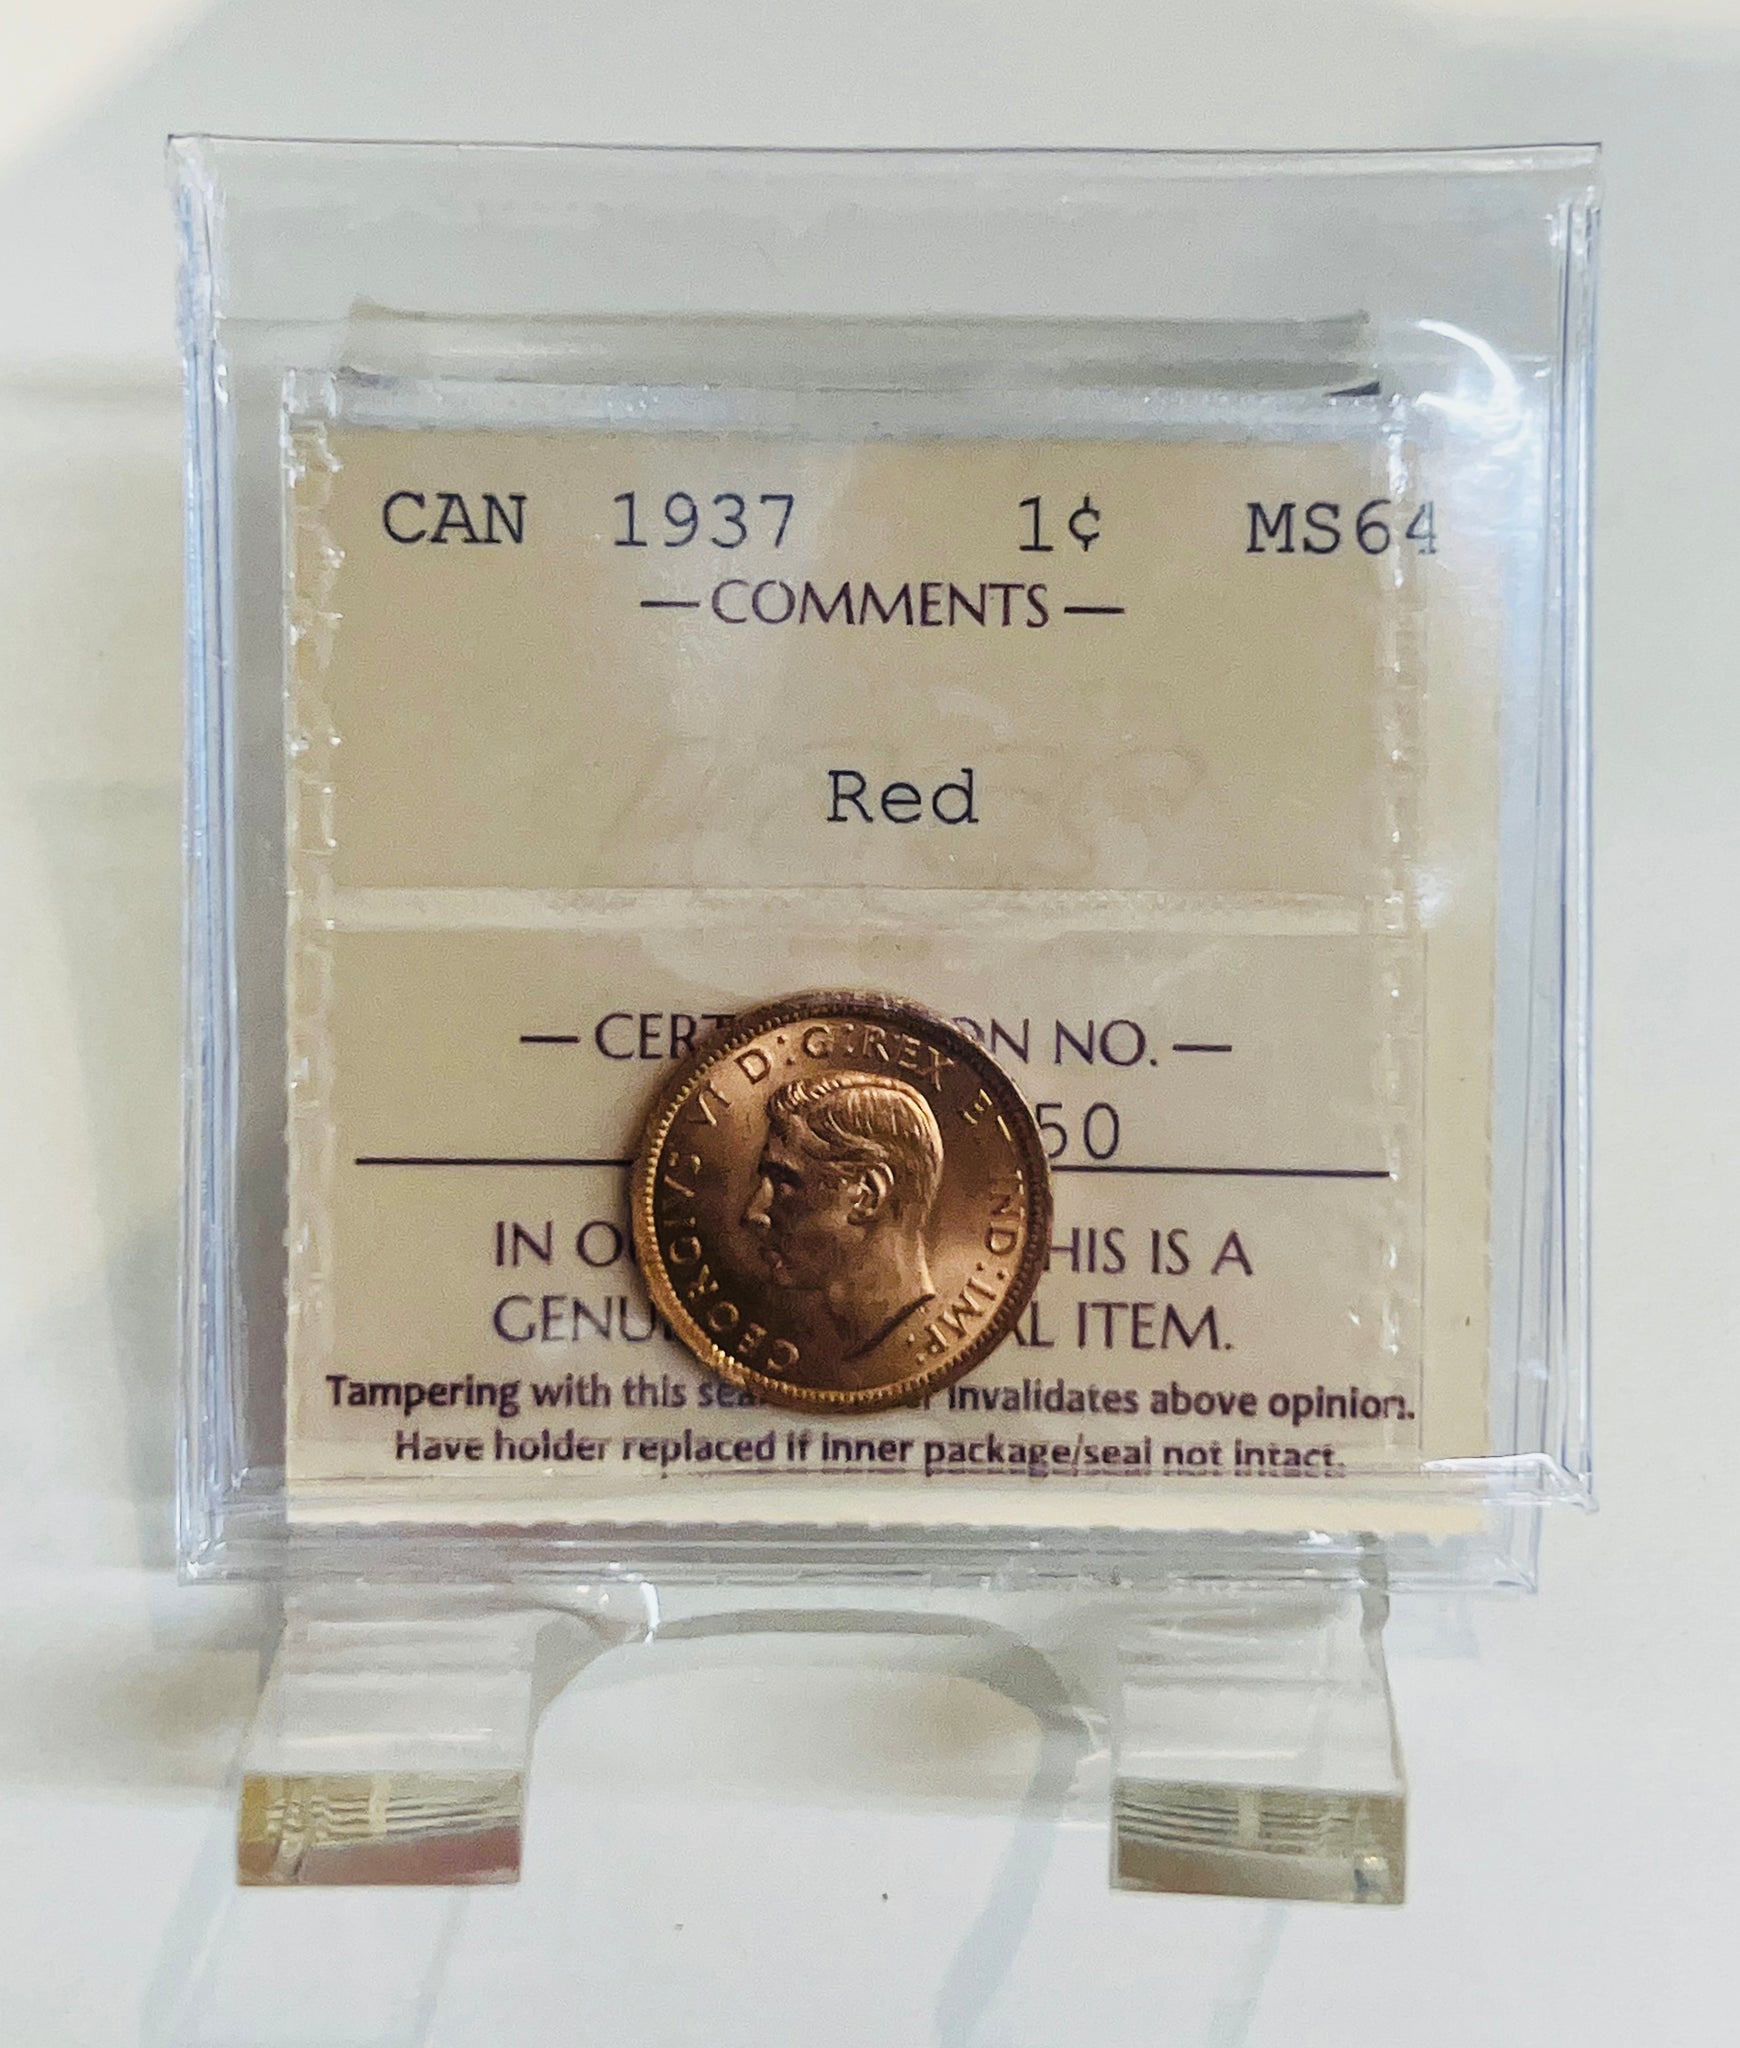 CAN 1937 1¢ MS64
—COMMENTS—
Red
—CERT ON NO.—
50
IN O HIS IS A
GENU L ITEM.
Tampering with this sea r invalidates above opinion.
Have holder replaced if inner package/seal not intact.
GEORGIVS VI D:G:REX ET IND:IMP: